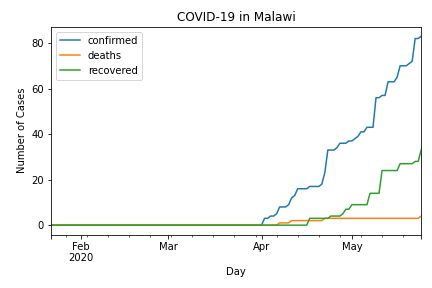 COVID-19 in Malawi
confirmed
deaths
recovered
Number of Cases
80
60
40
20
0
Feb
2020
Mar
Apr
May
Day